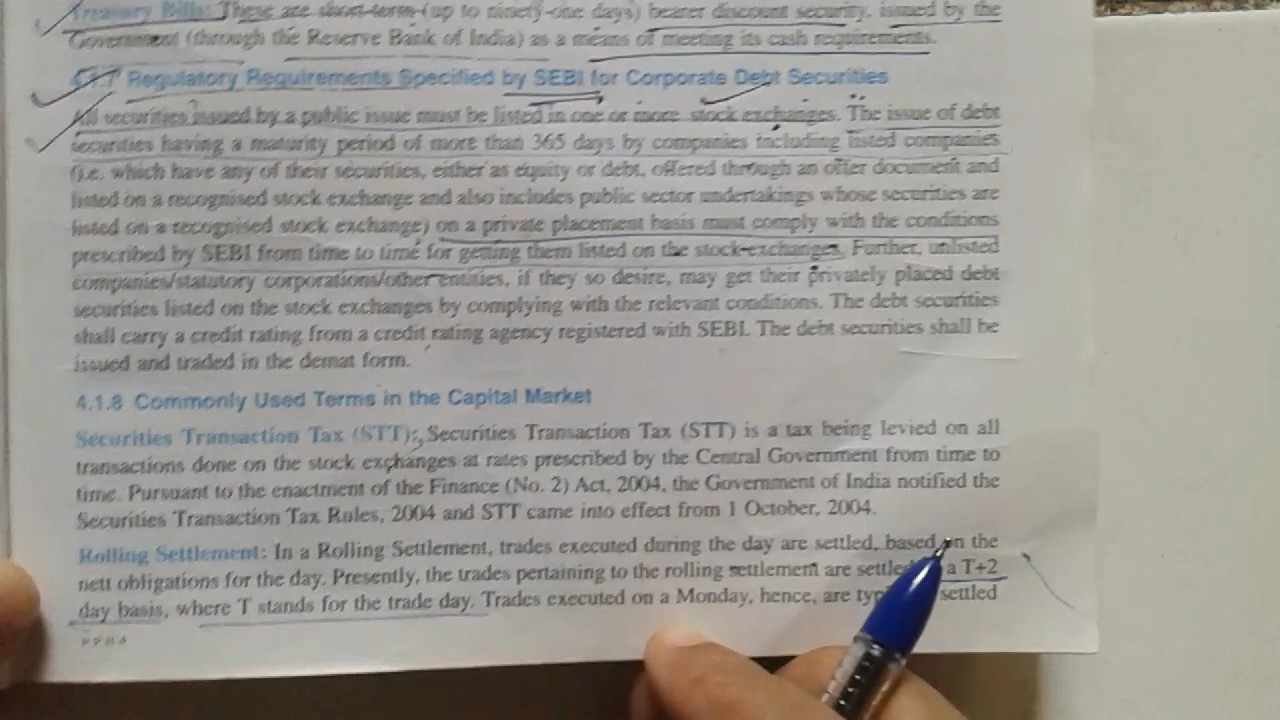 Treasury Bills: These are short-term (up to ninety-one days) bearer discount security, issued by the
Government (through the Reserve Bank of India) as a means of meeting its cash requirements.
4.1.7 Regulatory Requirements Specified by SEBI for Corporate Debt Securities
All securities issued by a public issue must be listed in one or more stock exchanges. The issue of debt
securities having a maturity period of more than 365 days by companies including listed companies
(i.e. which have any of their securities, either as equity or debt, offered through an offer document and
listed on a recognised stock exchange and also includes public sector undertakings whose securities are
listed on a recognised stock exchange) on a private placement basis must comply with the conditions
prescribed by SEBI from time to time for getting them listed on the stock-exchanges. Further, unlisted
companies/statutory corporations/other entities, if they so desire, may get their privately placed debt
securities listed on the stock exchanges by complying with the relevant conditions. The debt securities
shall carry a credit rating from a credit rating agency registered with SEBI. The debt securities shall be
issued and traded in the demat form.
4.1.8 Commonly Used Terms in the Capital Market
Securities Transaction Tax (STT): Securities Transaction Tax (STT) is a tax being levied on all
transactions done on the stock exchanges at rates prescribed by the Central Government from time to
time. Pursuant to the enactment of the Finance (No. 2) Act, 2004, the Government of India notified the
Securities Transaction Tax Rules, 2004 and STT came into effect from 1 October, 2004.
Rolling Settlement: In a Rolling Settlement, trades executed during the day are settled, based on the
nett obligations for the day. Presently, the trades pertaining to the rolling settlement are settled a T+2
day basis, where T stands for the trade day. Trades executed on a Monday, hence, are settled